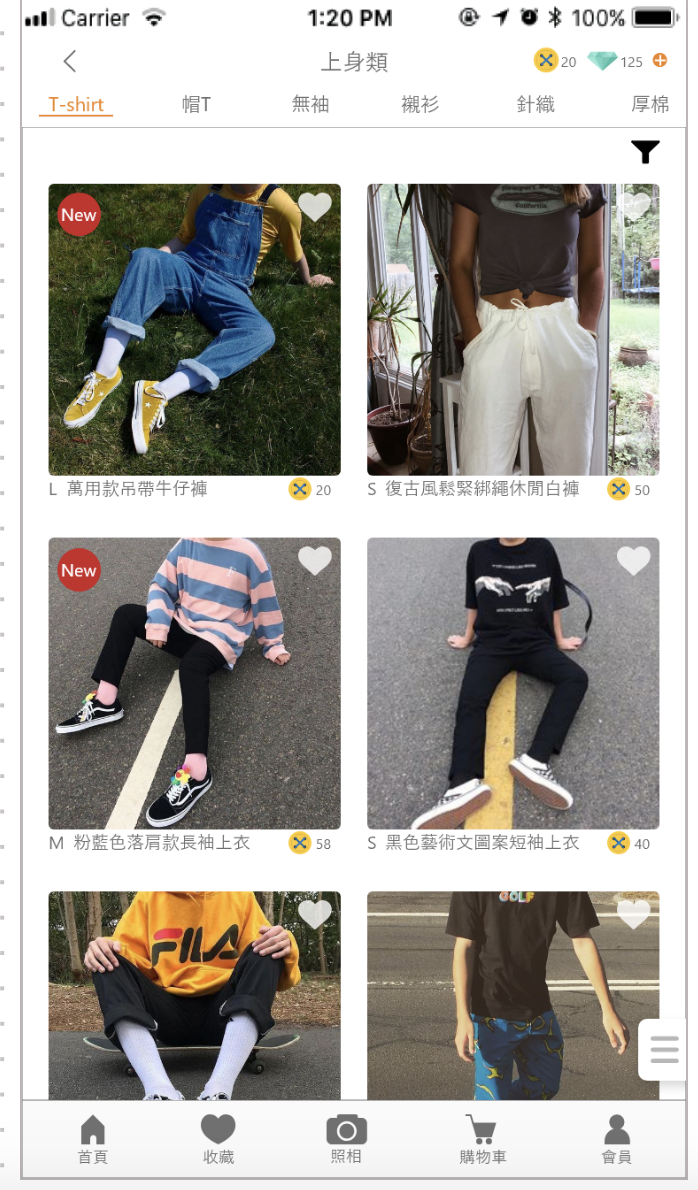 Carrier 1:20 PM 100%
上身類 20 125
T-shirt 帽T 無袖 襯衫 針織 厚棉
New
California.
L 萬用款吊帶牛仔褲 20
S 復古風鬆緊綁繩休閒白褲 50
New
M 粉藍色落肩款長袖上衣 58
S 黑色藝術文圖案短袖上衣 40
FILA
GOLF
首頁 收藏 照相 購物車 會員